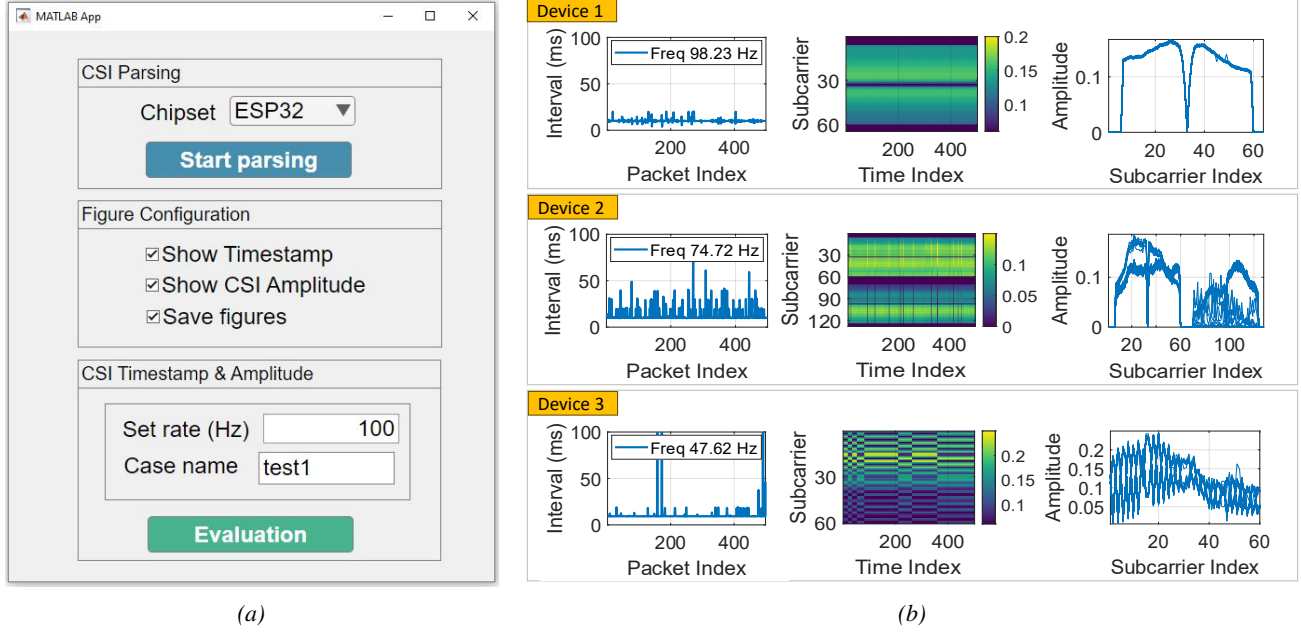 MATLAB App
CSI Parsing
Chipset ESP32
Start parsing
Figure Configuration
Show Timestamp
Show CSI Amplitude
Save figures
CSI Timestamp & Amplitude
Set rate (Hz) 100
Case name test1
Evaluation
(a)
Device 1
Interval (ms)
100
50
0
Freq 98.23 Hz
200 400
Packet Index
Subcarrier
30
60
200 400
Time Index
0.2
0.15
0.1
Amplitude
0.1
0
20 40 60
Subcarrier Index
Device 2
Interval (ms)
100
50
0
Freq 74.72 Hz
200 400
Packet Index
Subcarrier
30
60
90
120
200 400
Time Index
0.1
0.05
0
Amplitude
0.1
0
20 60 100
Subcarrier Index
Device 3
Interval (ms)
100
50
0
Freq 47.62 Hz
200 400
Packet Index
Subcarrier
30
60
200 400
Time Index
0.2
0.15
0.1
Amplitude
0.2
0.15
0.1
0.05
20 40 60
Subcarrier Index
(b)